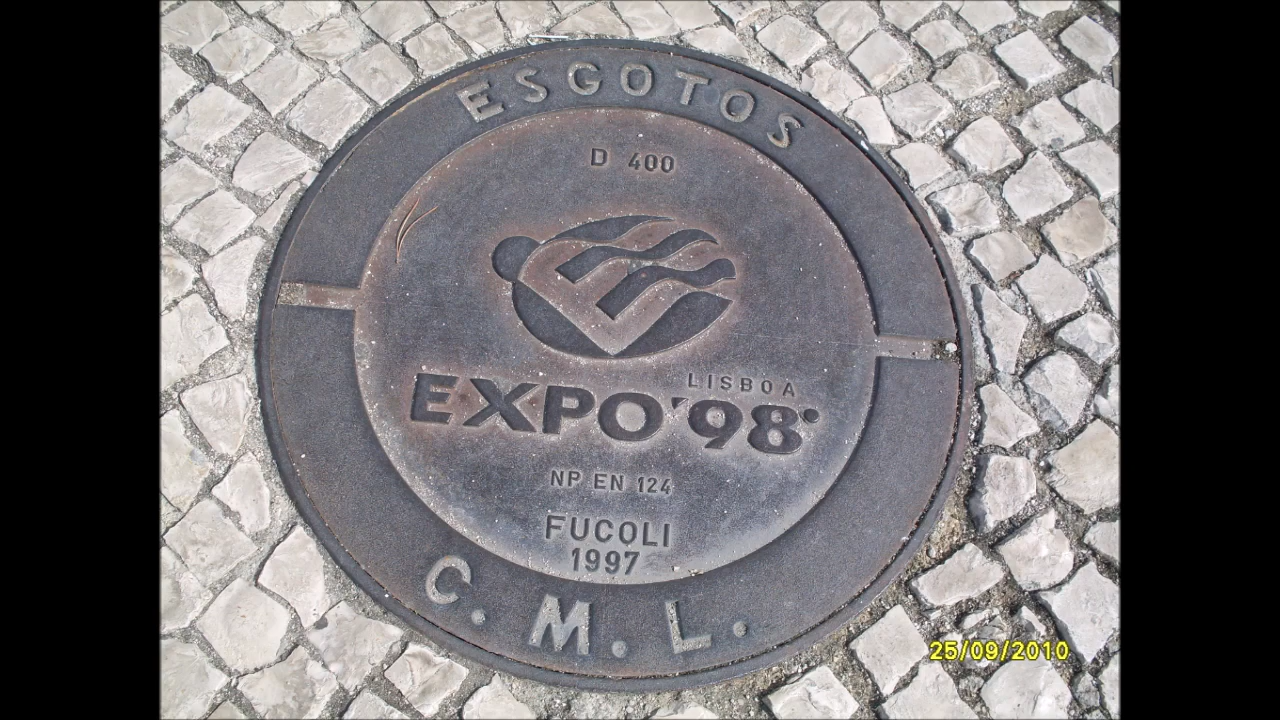 ESGOTOS
D 400
LISBOA
EXPO'98
NP EN 124
FUCOLI
1997
C. M. L.
25/09/2010